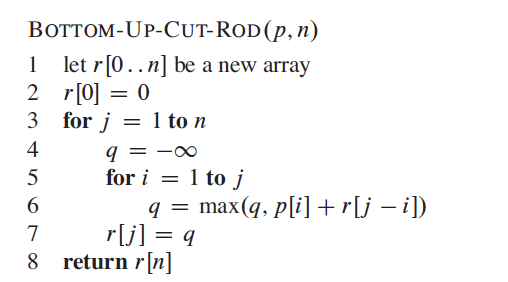 BOTTOM-UP-CUT-ROD(p, n)
1 let r[0 . . n] be a new array
2 r[0] = 0
3 for j = 1 to n
4 q = −∞
5 for i = 1 to j
6 q = max(q, p[i] + r[j − i])
7 r[j] = q
8 return r[n]